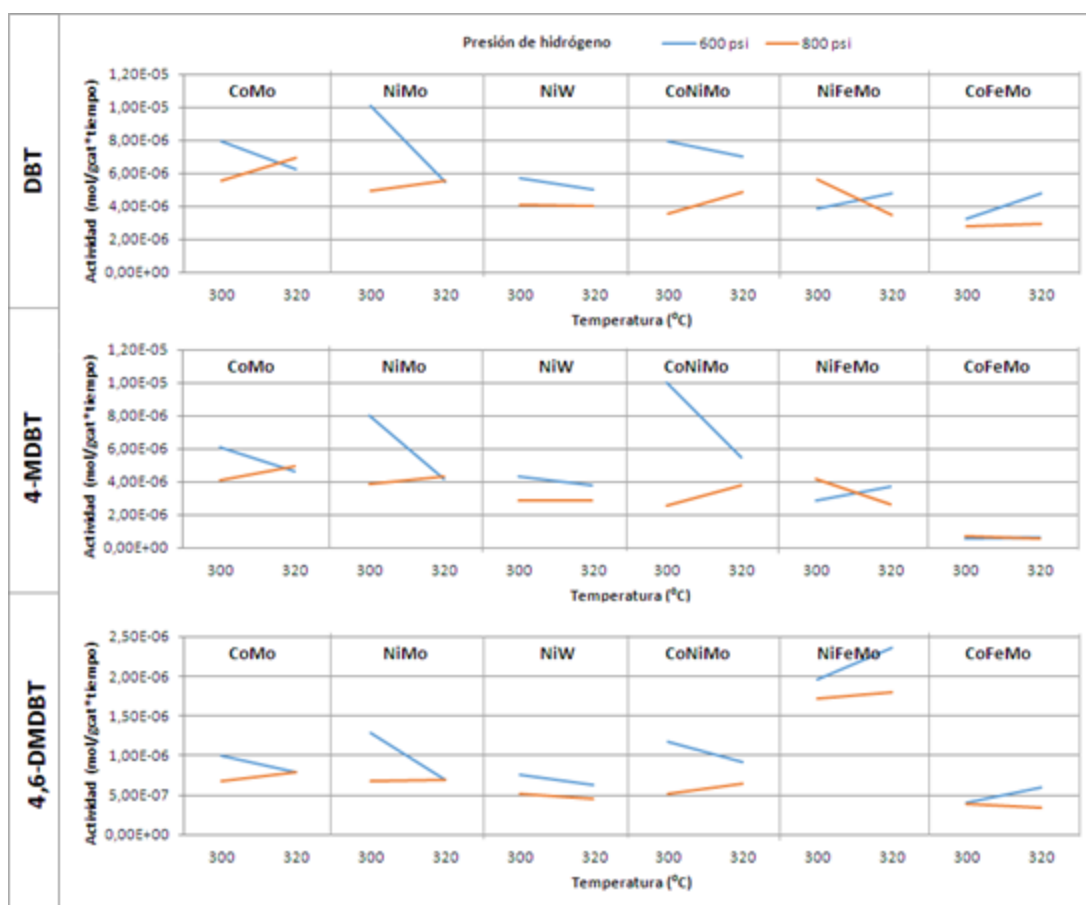 Presión de hidrógeno 600 psi 800 psi
DBT
Actividad (mol/gcat*tiempo)
1,20E-05
1,00E-05
8,00E-06
6,00E-06
4,00E-06
2,00E-06
0,00E+00
CoMo NiMo NiW CoNiMo NiFeMo CoFeMo
300 320 300 320 300 320 300 320 300 320 300 320
Temperatura (⁰C)
4-MDBT
Actividad (mol/gcat*tiempo)
1,20E-05
1,00E-05
8,00E-06
6,00E-06
4,00E-06
2,00E-06
0,00E+00
CoMo NiMo NiW CoNiMo NiFeMo CoFeMo
300 320 300 320 300 320 300 320 300 320 300 320
Temperatura (⁰C)
4,6-DMDBT
Actividad (mol/gcat*tiempo)
2,50E-06
2,00E-06
1,50E-06
1,00E-06
5,00E-07
0,00E+00
CoMo NiMo NiW CoNiMo NiFeMo CoFeMo
300 320 300 320 300 320 300 320 300 320 300 320
Temperatura (⁰C)